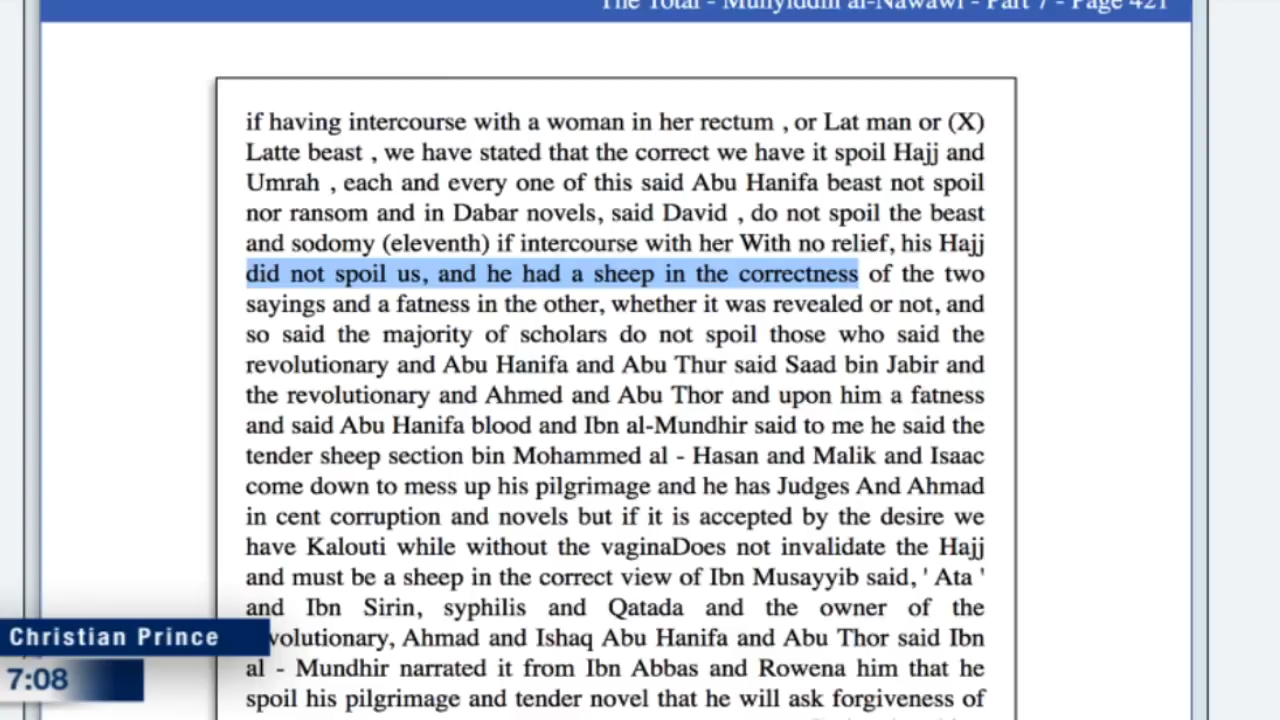 The Total - Muhyiddin al-Nawawi - Part 7 - Page 421
if having intercourse with a woman in her rectum , or Lat man or (X)
Latte beast , we have stated that the correct we have it spoil Hajj and
Umrah , each and every one of this said Abu Hanifa beast not spoil
nor ransom and in Dabar novels, said David , do not spoil the beast
and sodomy (eleventh) if intercourse with her With no relief, his Hajj
did not spoil us, and he had a sheep in the correctness of the two
sayings and a fatness in the other, whether it was revealed or not, and
so said the majority of scholars do not spoil those who said the
revolutionary and Abu Hanifa and Abu Thur said Saad bin Jabir and
the revolutionary and Ahmed and Abu Thor and upon him a fatness
and said Abu Hanifa blood and Ibn al-Mundhir said to me he said the
tender sheep section bin Mohammed al - Hasan and Malik and Isaac
come down to mess up his pilgrimage and he has Judges And Ahmad
in cent corruption and novels but if it is accepted by the desire we
have Kalouti while without the vaginaDoes not invalidate the Hajj
and must be a sheep in the correct view of Ibn Musayyib said, ' Ata '
and Ibn Sirin, syphilis and Qatada and the owner of the
volutionary, Ahmad and Ishaq Abu Hanifa and Abu Thor said Ibn
al - Mundhir narrated it from Ibn Abbas and Rowena him that he
spoil his pilgrimage and tender novel that he will ask forgiveness of
Christian Prince
7:08